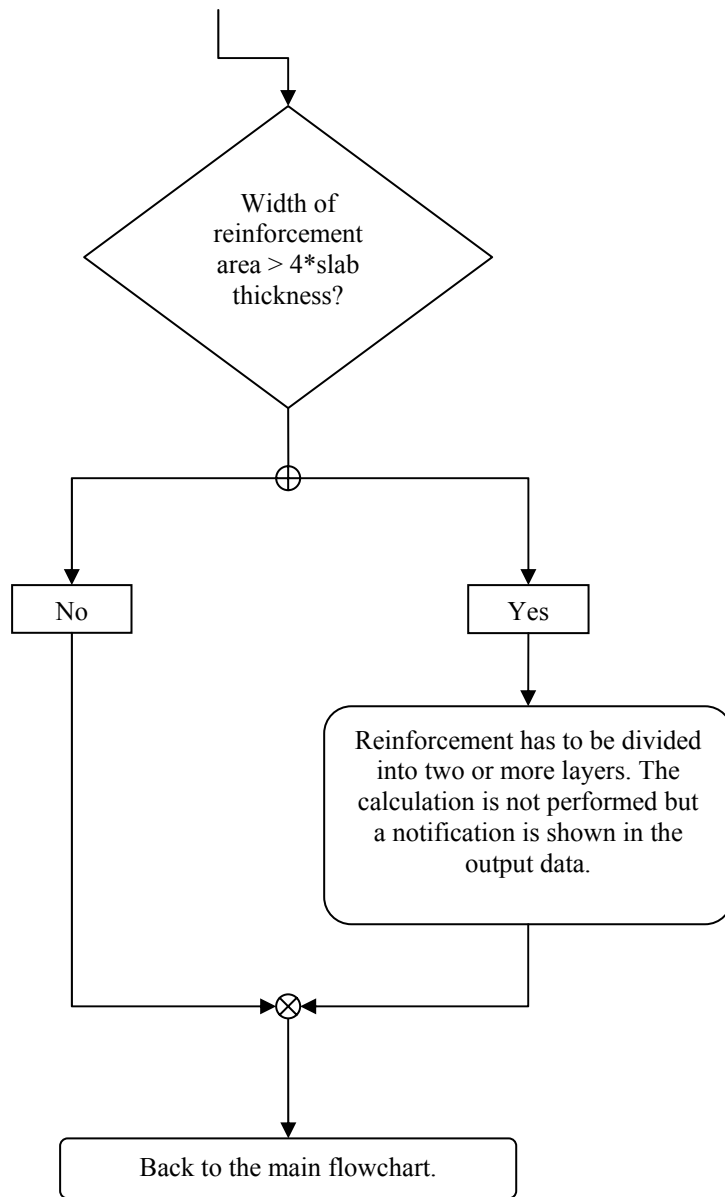 Width of
reinforcement
area > 4*slab
thickness?
No
Yes
Reinforcement has to be divided
into two or more layers. The
calculation is not performed but
a notification is shown in the
output data.
Back to the main flowchart.